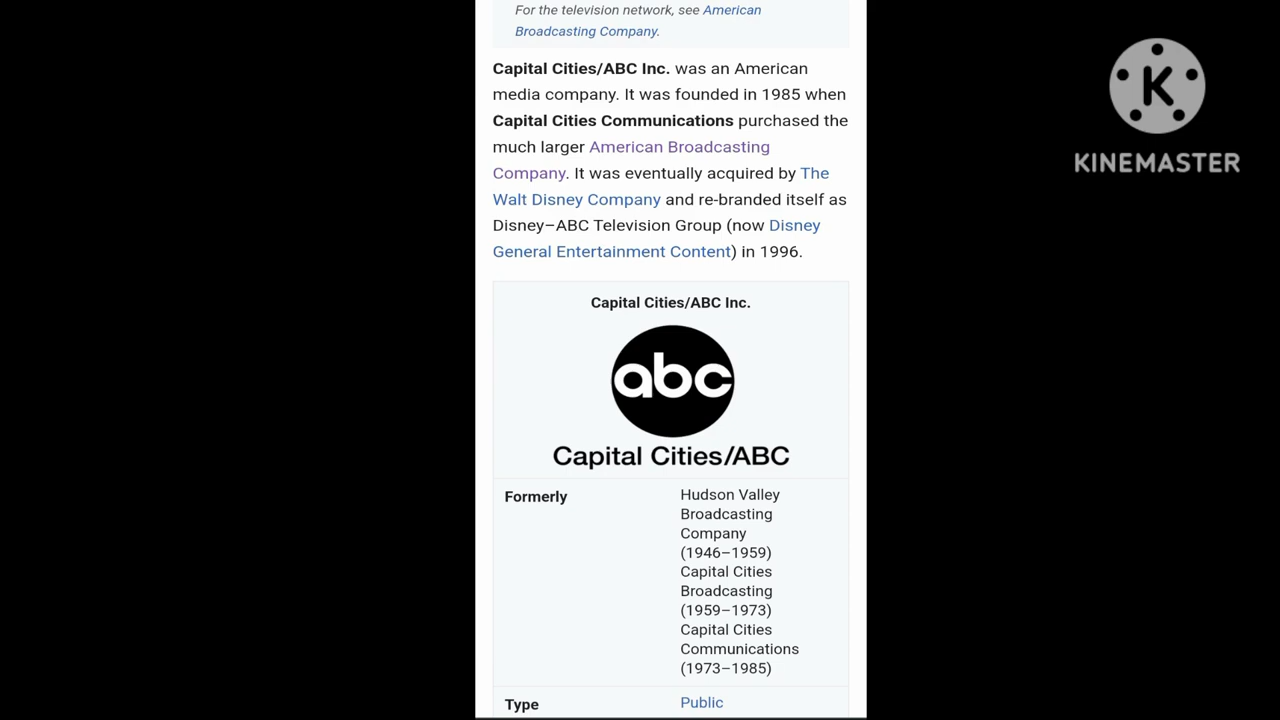 For the television network, see American
Broadcasting Company.
Capital Cities/ABC Inc. was an American
media company. It was founded in 1985 when
Capital Cities Communications purchased the
much larger American Broadcasting
Company. It was eventually acquired by The
Walt Disney Company and re-branded itself as
Disney–ABC Television Group (now Disney
General Entertainment Content) in 1996.
Capital Cities/ABC Inc.
abc
Capital Cities/ABC
Formerly
Hudson Valley
Broadcasting
Company
(1946–1959)
Capital Cities
Broadcasting
(1959–1973)
Capital Cities
Communications
(1973–1985)
Type
Public
K
KINEMASTER